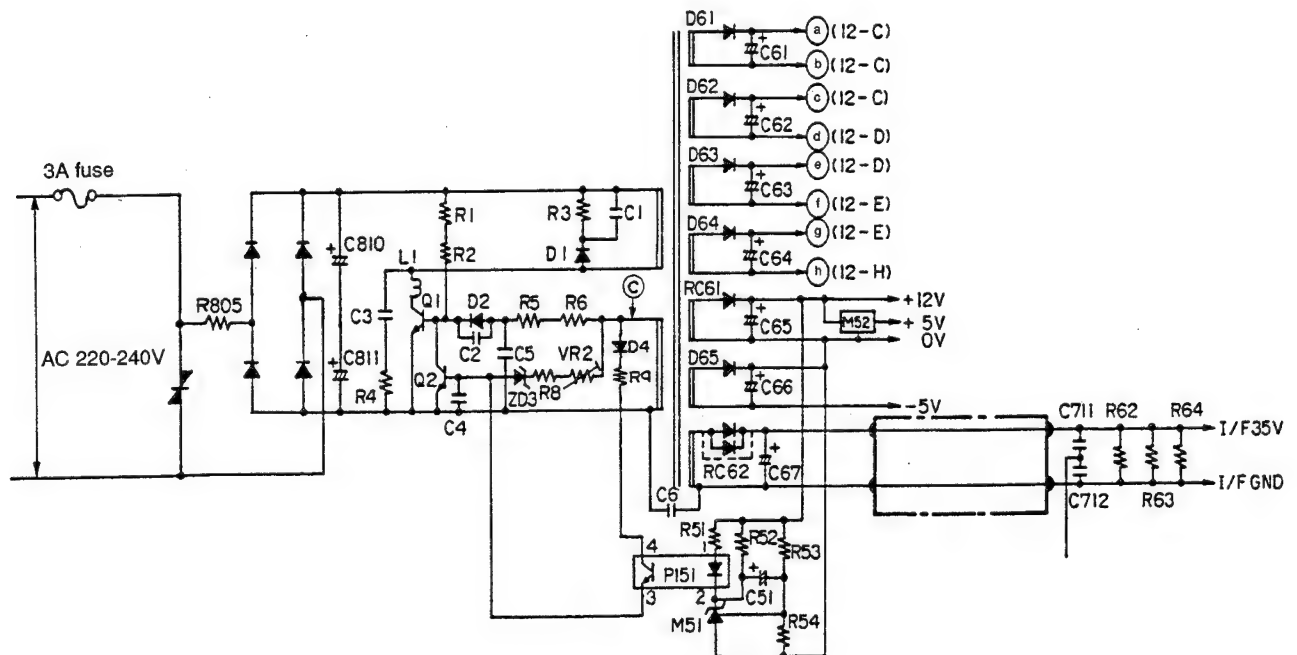 3A fuse
AC 220-240V
R805
C810
C811
R1
R2
R3
C1
D1
L1
C3
R4
Q1
D2
C2
R5
R6
C
C5
Q2
C4
ZD3
R8
VR2
D4
R9
C6
D61
C61
a (12-C)
b (12-C)
D62
C62
c (12-C)
d (12-D)
D63
C63
e (12-D)
f (12-E)
D64
C64
g (12-E)
h (12-H)
RC61
C65
+12V
M52
+ 5V
0V
D65
C66
-5V
RC62
C67
C711
R62
R64
I/F35V
C712
R63
I/F GND
R51
R52
R53
4
1
P151
3
2
C51
M51
R54